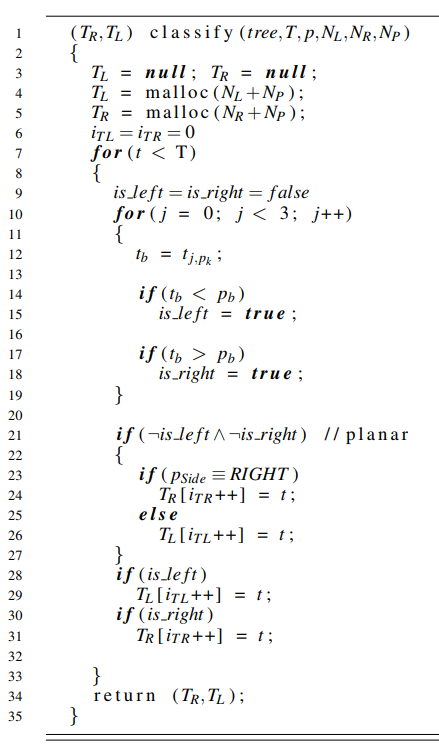 1 (T_R,T_L) classify(tree,T,p,N_L,N_R,N_P)
2 {
3 T_L = null; T_R = null;
4 T_L = malloc(N_L+N_P);
5 T_R = malloc(N_R+N_P);
6 i_TL = i_TR = 0
7 for(t < T)
8 {
9 is_left = is_right = false
10 for(j = 0; j < 3; j++)
11 {
12 t_b = t_j,p_k;
13
14 if(t_b < p_b)
15 is_left = true;
16
17 if(t_b > p_b)
18 is_right = true;
19 }
20
21 if(¬is_left∧¬is_right) // planar
22 {
23 if(p_Side ≡ RIGHT)
24 T_R[i_TR++] = t;
25 else
26 T_L[i_TL++] = t;
27 }
28 if(is_left)
29 T_L[i_TL++] = t;
30 if(is_right)
31 T_R[i_TR++] = t;
32
33 }
34 return (T_R,T_L);
35 }